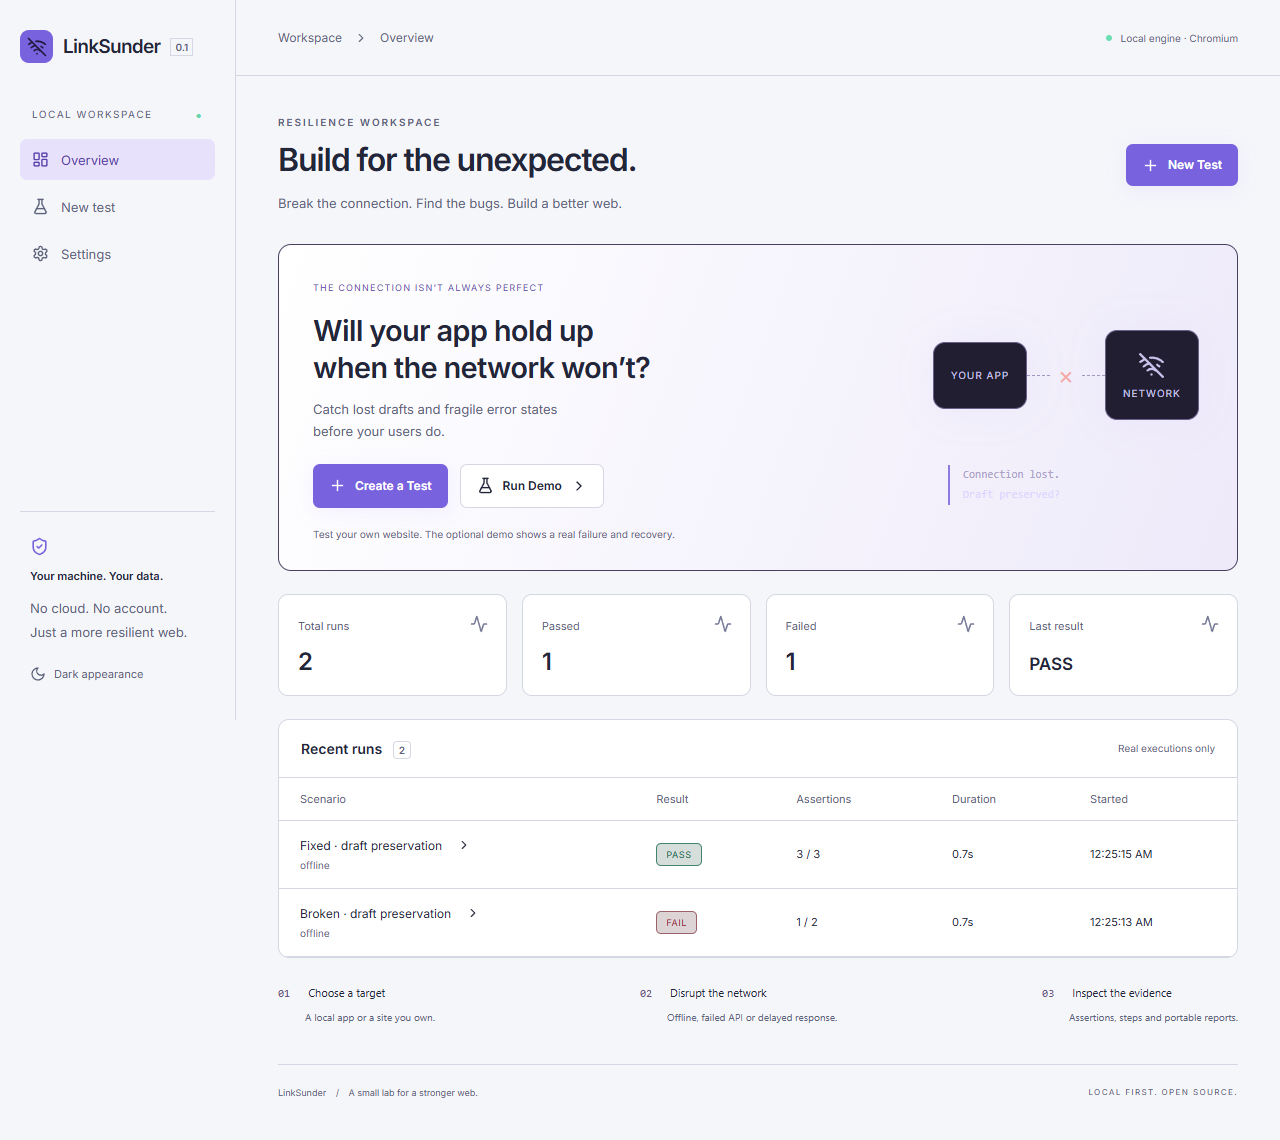 LinkSunder 0.1
LOCAL WORKSPACE
Overview
New test
Settings
Your machine. Your data.
No cloud. No account.
Just a more resilient web.
Dark appearance
Workspace > Overview
Local engine · Chromium
RESILIENCE WORKSPACE
Build for the unexpected.
Break the connection. Find the bugs. Build a better web.
New Test
THE CONNECTION ISN'T ALWAYS PERFECT
Will your app hold up
when the network won’t?
Catch lost drafts and fragile error states
before your users do.
Create a Test
Run Demo
Test your own website. The optional demo shows a real failure and recovery.
YOUR APP
NETWORK
Connection lost.
Draft preserved?
Total runs
2
Passed
1
Failed
1
Last result
PASS
Recent runs 2
Real executions only
Scenario Result Assertions Duration Started
Fixed · draft preservation PASS 3 / 3 0.7s 12:25:15 AM
offline
Broken · draft preservation FAIL 1 / 2 0.7s 12:25:13 AM
offline
01 Choose a target
A local app or a site you own.
02 Disrupt the network
Offline, failed API or delayed response.
03 Inspect the evidence
Assertions, steps and portable reports.
LinkSunder / A small lab for a stronger web.
LOCAL FIRST. OPEN SOURCE.